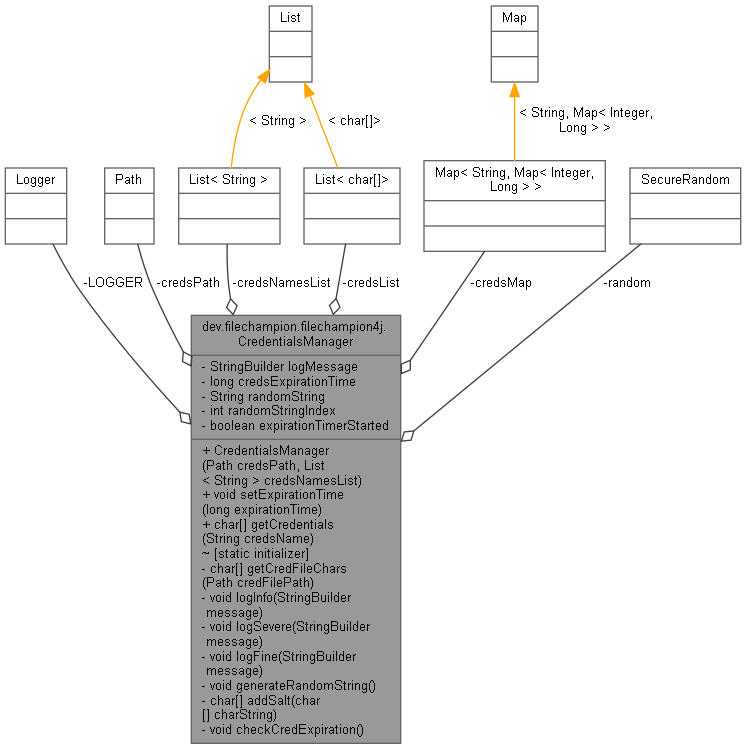 List
Map
< String >
< char[]>
< String, Map< Integer,
Long > >
Logger
Path
List< String >
List< char[]>
Map< String, Map< Integer,
Long > >
SecureRandom
-LOGGER
-credsPath
-credsNamesList
-credsList
-credsMap
-random
dev.filechampion.filechampion4j.
CredentialsManager
- StringBuilder logMessage
- long credsExpirationTime
- String randomString
- int randomStringIndex
- boolean expirationTimerStarted
+ CredentialsManager
(Path credsPath, List
< String > credsNamesList)
+ void setExpirationTime
(long expirationTime)
+ char[] getCredentials
(String credsName)
~ [static initializer]
- char[] getCredFileChars
(Path credFilePath)
- void logInfo(StringBuilder
message)
- void logSevere(StringBuilder
message)
- void logFine(StringBuilder
message)
- void generateRandomString()
- char[] addSalt(char
[] charString)
- void checkCredExpiration()